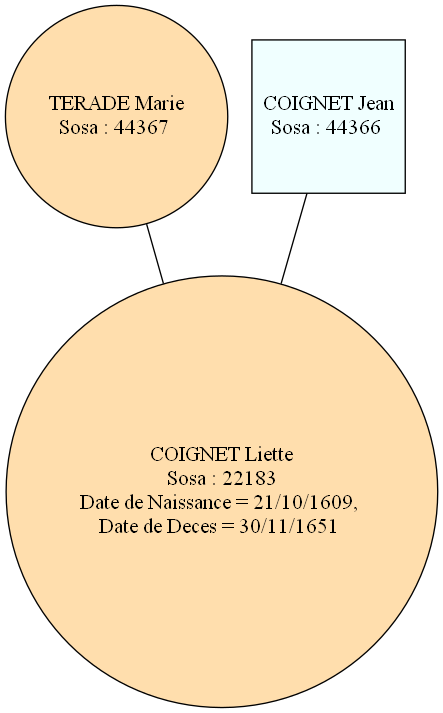 TERADE Marie
Sosa : 44367
COIGNET Jean
Sosa : 44366
COIGNET Liette
Sosa : 22183
Date de Naissance = 21/10/1609,
Date de Deces = 30/11/1651